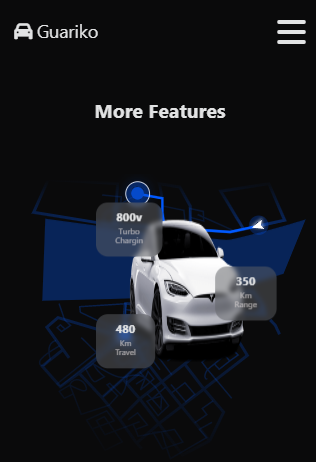 Guariko
More Features
800v
Turbo
Chargin
350
Km
Range
480
Km
Travel